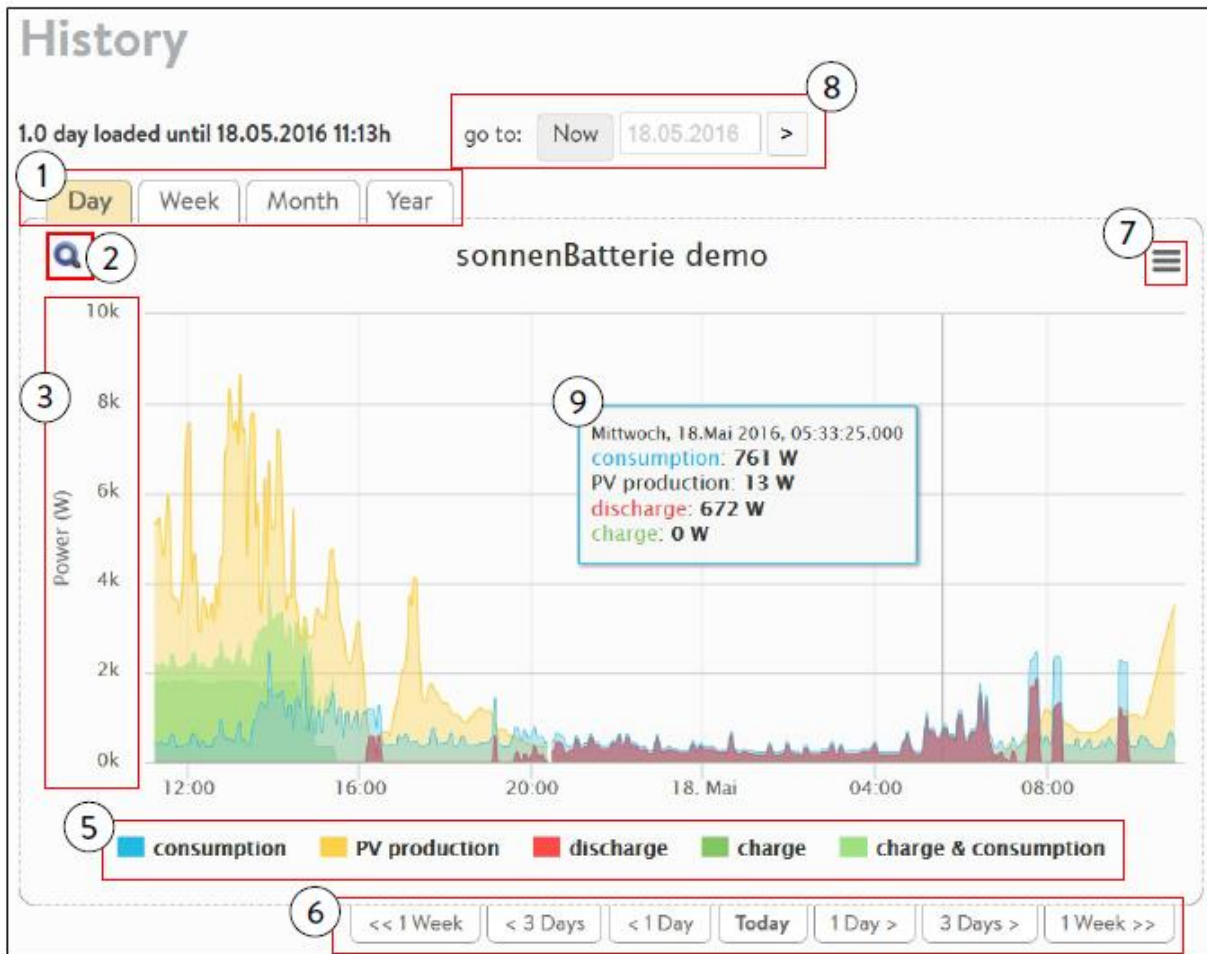 History
8
1.0 day loaded until 18.05.2016 11:13h go to: Now 18.05.2016 >
1
Day Week Month Year
2
sonnenBatterie demo
7
10k
8k
6k
4k
2k
0k
3
Power (W)
9
Mittwoch, 18.Mai 2016, 05:33:25.000
consumption: 761 W
PV production: 13 W
discharge: 672 W
charge: 0 W
12:00 16:00 20:00 18. Mai 04:00 08:00
5
consumption PV production discharge charge charge & consumption
6
<< 1 Week < 3 Days < 1 Day Today 1 Day > 3 Days > 1 Week >>